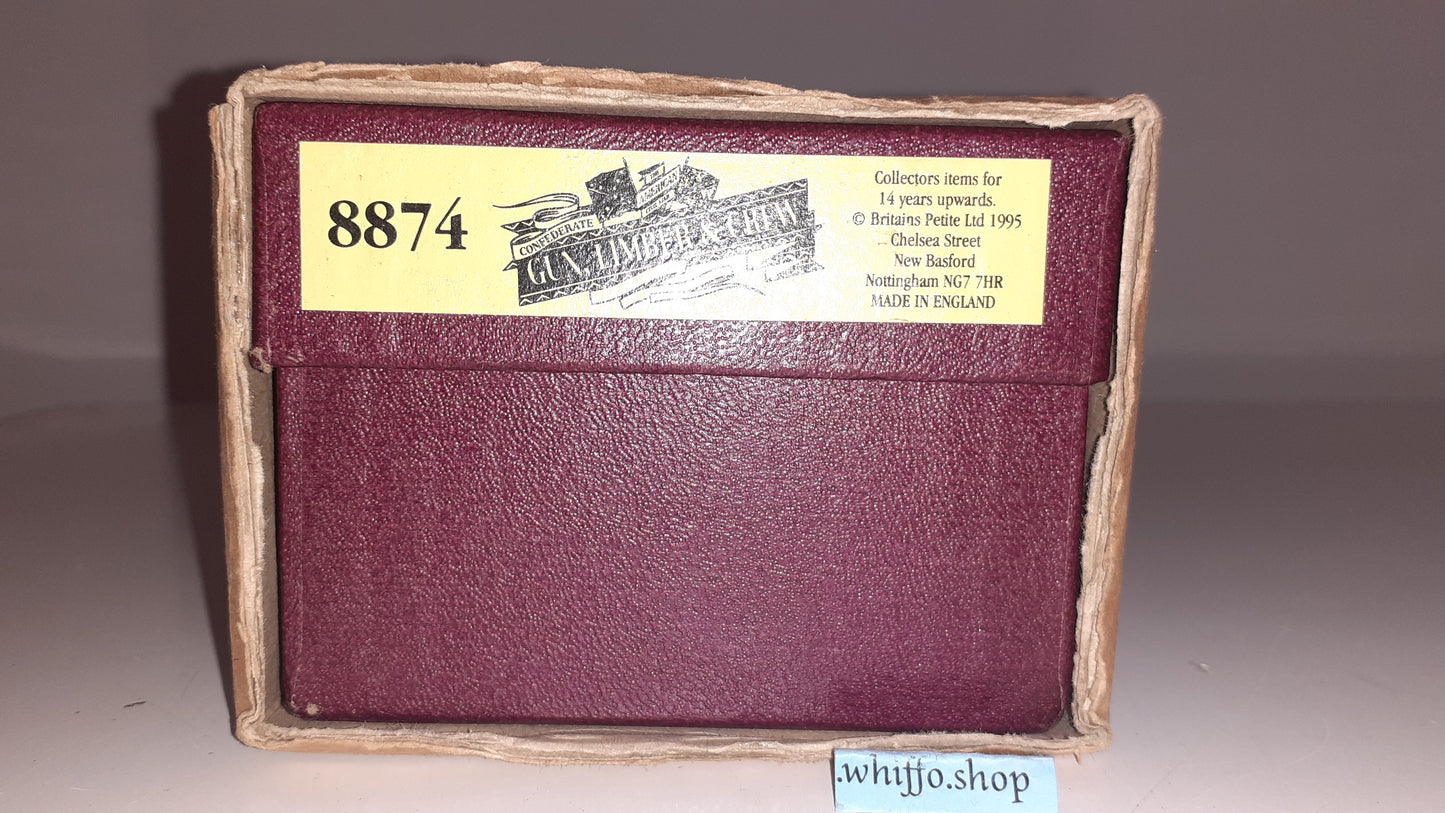 8874
AMERICAN
CONFEDERATE
GUN, LIMBER & CREW
Collectors items for
14 years upwards.
© Britains Petite Ltd 1995
Chelsea Street
New Basford
Nottingham NG7 7HR
MADE IN ENGLAND
.whiffo.shop